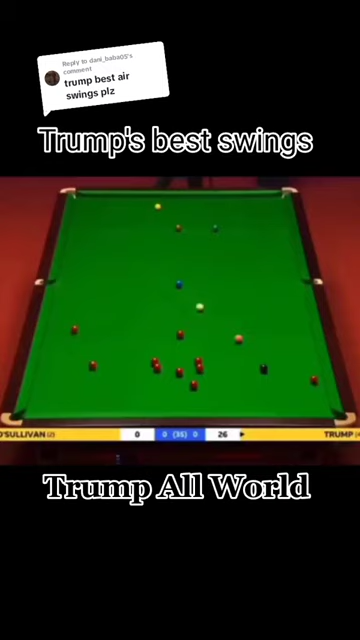 Reply to dani_baba05's
comment
trump best air
swings plz
Trump's best swings
O'SULLIVAN (2) 0 0 (35) 0 26 TRUMP
Trump All World